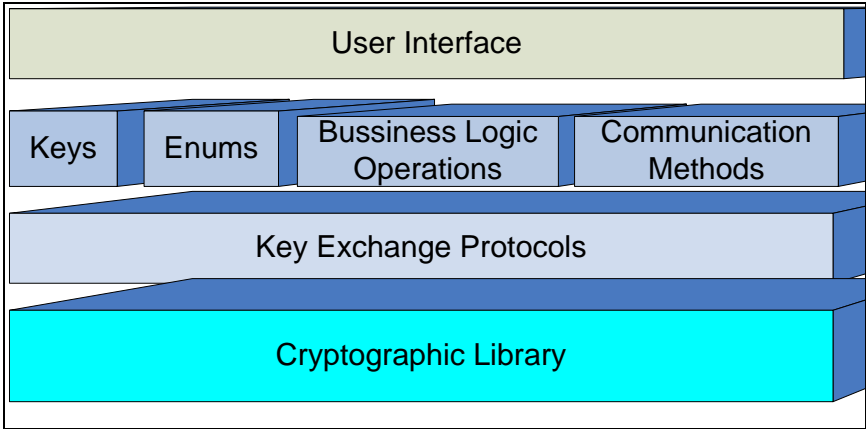 User Interface
Keys
Enums
Bussiness Logic
Operations
Communication
Methods
Key Exchange Protocols
Cryptographic Library